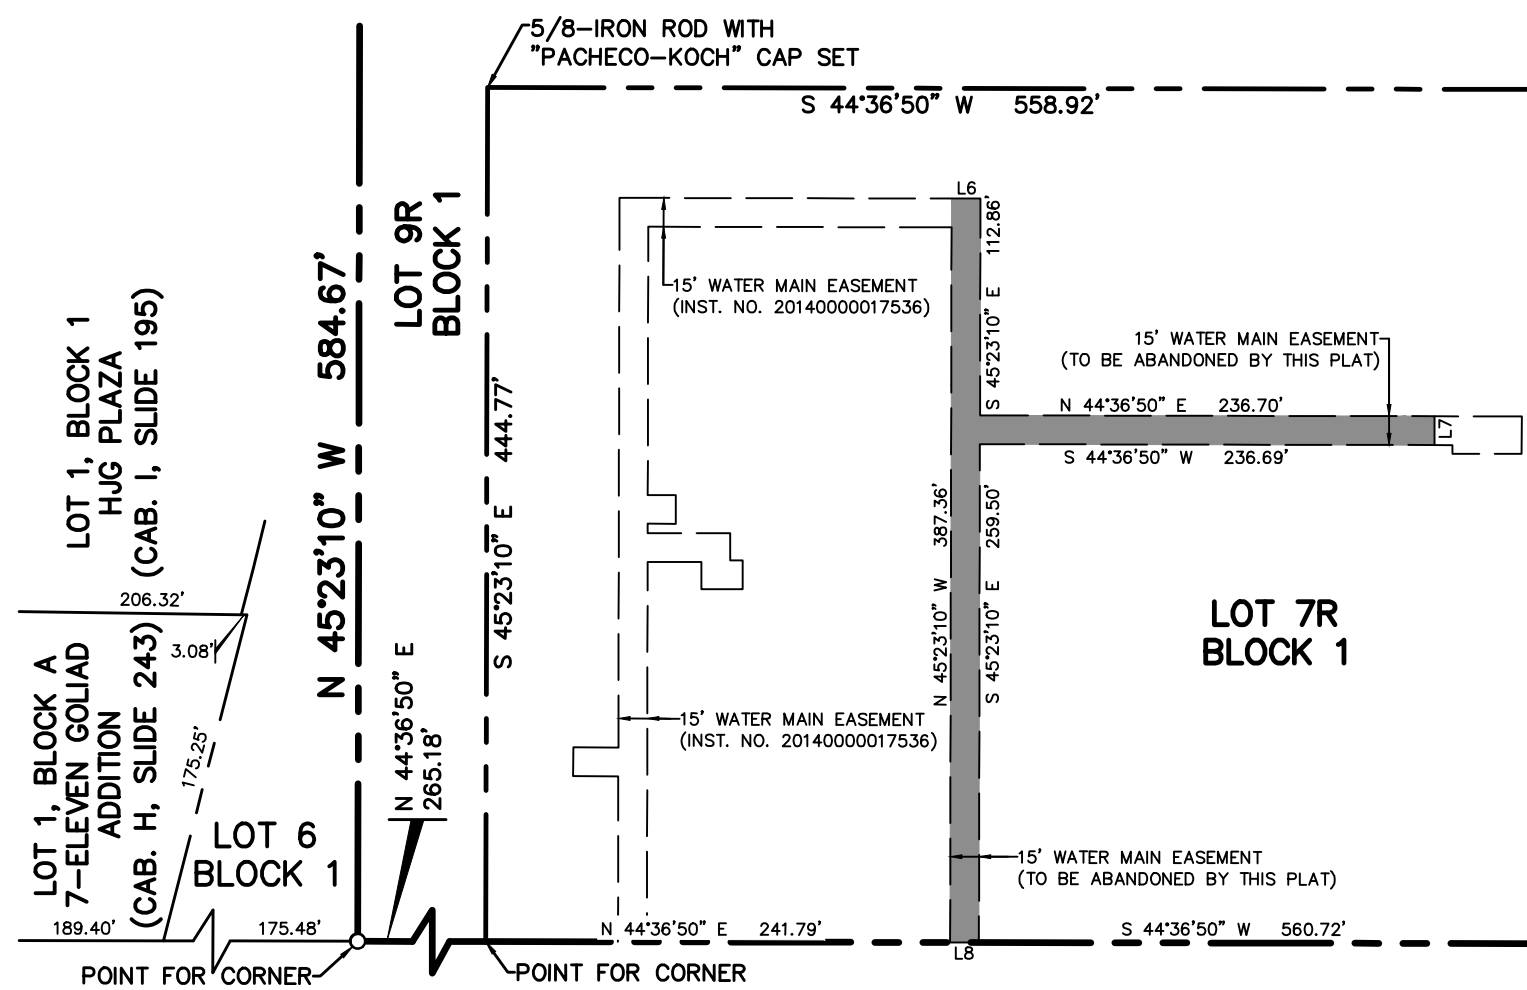 5/8-IRON ROD WITH
"PACHECO-KOCH" CAP SET
S 44°36'50" W 558.92'
L6
S 45°23'10" E 112.86'
15' WATER MAIN EASEMENT
(INST. NO. 20140000017536)
15' WATER MAIN EASEMENT
(TO BE ABANDONED BY THIS PLAT)
N 44°36'50" E 236.70'
L7
S 44°36'50" W 236.69'
LOT 9R
BLOCK 1
N 45°23'10" W 584.67'
S 45°23'10" E 444.77'
LOT 1, BLOCK 1
HJG PLAZA
(CAB. I, SLIDE 195)
N 45°23'10" W 387.36'
S 45°23'10" E 259.50'
206.32'
3.08'
175.25'
LOT 1, BLOCK A
7-ELEVEN GOLIAD
ADDITION
(CAB. H, SLIDE 243)
LOT 7R
BLOCK 1
N 44°36'50" E
265.18'
15' WATER MAIN EASEMENT
(INST. NO. 20140000017536)
LOT 6
BLOCK 1
15' WATER MAIN EASEMENT
(TO BE ABANDONED BY THIS PLAT)
189.40'
175.48'
N 44°36'50" E 241.79'
S 44°36'50" W 560.72'
L8
POINT FOR CORNER
POINT FOR CORNER